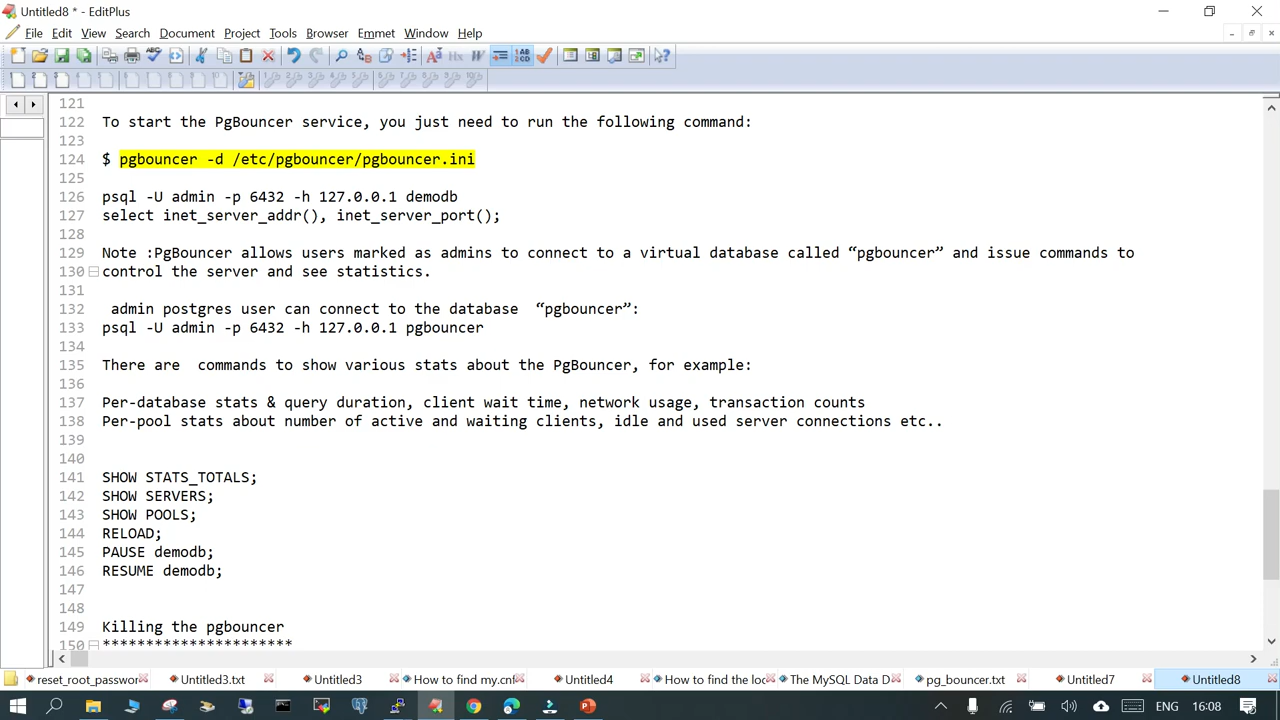 Untitled8 * - EditPlus
File Edit View Search Document Project Tools Browser Emmet Window Help
121
122 To start the PgBouncer service, you just need to run the following command:
123
124 $ pgbouncer -d /etc/pgbouncer/pgbouncer.ini
125
126 psql -U admin -p 6432 -h 127.0.0.1 demodb
127 select inet_server_addr(), inet_server_port();
128
129 Note :PgBouncer allows users marked as admins to connect to a virtual database called “pgbouncer” and issue commands to
130 control the server and see statistics.
131
132 admin postgres user can connect to the database “pgbouncer”:
133 psql -U admin -p 6432 -h 127.0.0.1 pgbouncer
134
135 There are commands to show various stats about the PgBouncer, for example:
136
137 Per-database stats & query duration, client wait time, network usage, transaction counts
138 Per-pool stats about number of active and waiting clients, idle and used server connections etc..
139
140
141 SHOW STATS_TOTALS;
142 SHOW SERVERS;
143 SHOW POOLS;
144 RELOAD;
145 PAUSE demodb;
146 RESUME demodb;
147
148
149 Killing the pgbouncer
150 **********************
reset_root_passwor Untitled3.txt Untitled3 How to find my.cnf Untitled4 How to find the loc The MySQL Data D pg_bouncer.txt Untitled7 Untitled8
ENG 16:08